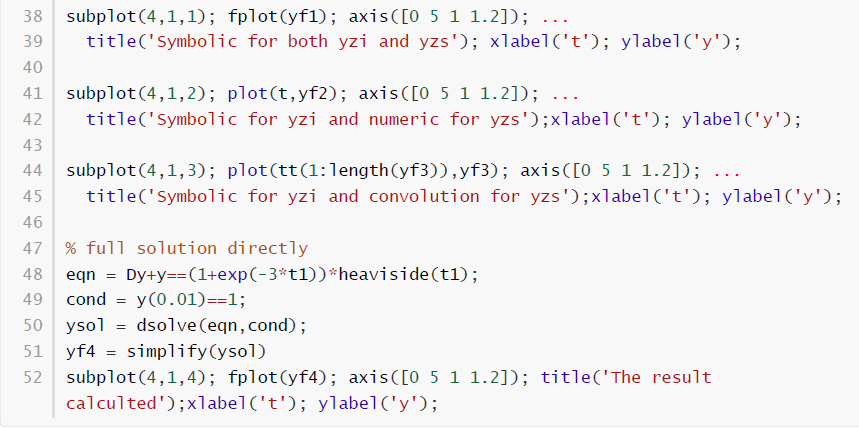 38 subplot(4,1,1); fplot(yf1); axis([0 5 1 1.2]); ...
39   title('Symbolic for both yzi and yzs'); xlabel('t'); ylabel('y');
40
41 subplot(4,1,2); plot(t,yf2); axis([0 5 1 1.2]); ...
42   title('Symbolic for yzi and numeric for yzs');xlabel('t'); ylabel('y');
43
44 subplot(4,1,3); plot(tt(1:length(yf3)),yf3); axis([0 5 1 1.2]); ...
45   title('Symbolic for yzi and convolution for yzs');xlabel('t'); ylabel('y');
46
47 % full solution directly
48 eqn = Dy+y==(1+exp(-3*t1))*heaviside(t1);
49 cond = y(0.01)==1;
50 ysol = dsolve(eqn,cond);
51 yf4 = simplify(ysol)
52 subplot(4,1,4); fplot(yf4); axis([0 5 1 1.2]); title('The result
calculted');xlabel('t'); ylabel('y');